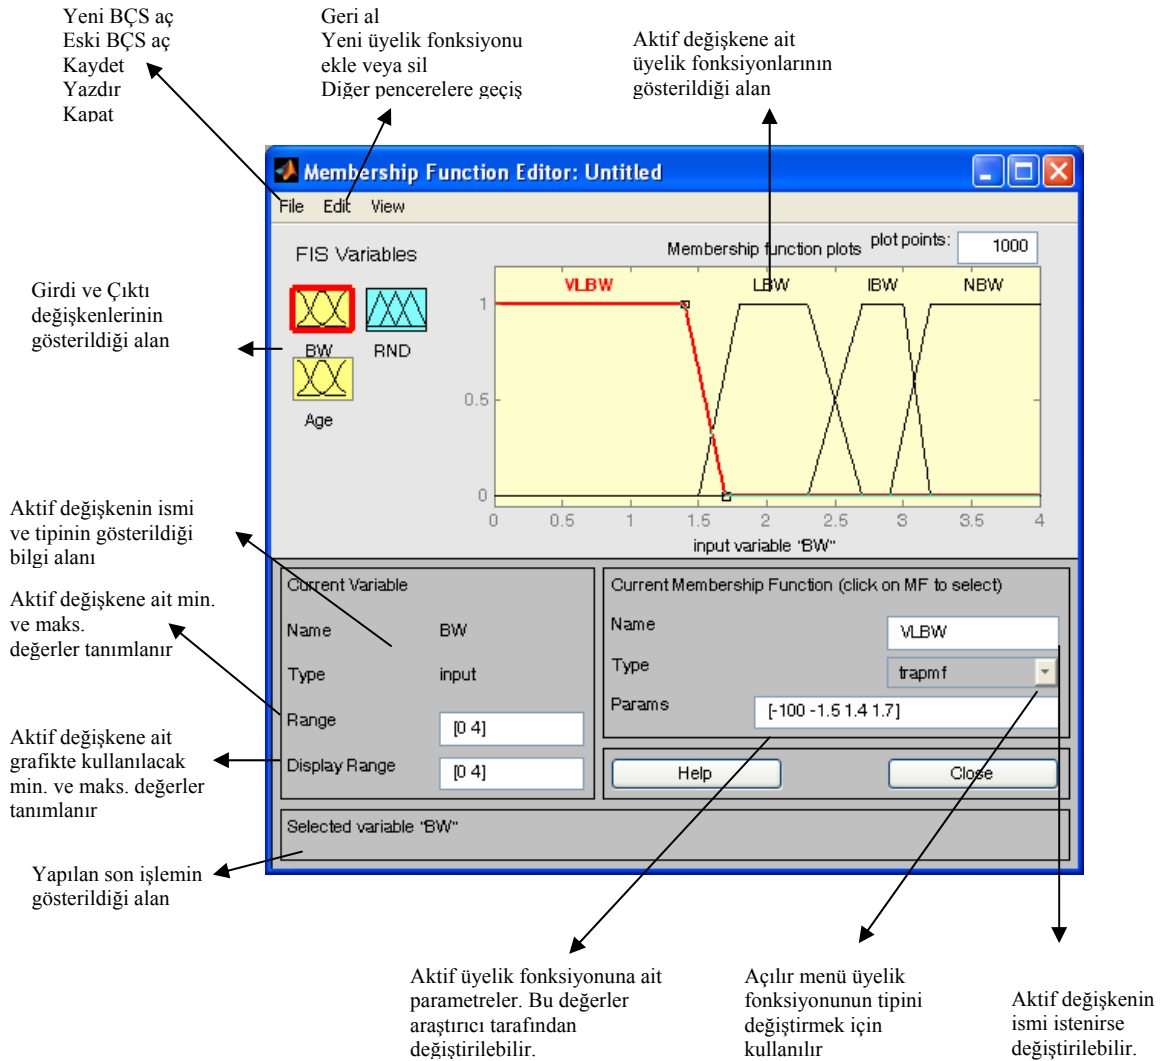 Yeni BÇS aç
Eski BÇS aç
Kaydet
Yazdır
Kapat
Geri al
Yeni üyelik fonksiyonu
ekle veya sil
Diğer pencerelere geçiş
Aktif değişkene ait
üyelik fonksiyonlarının
gösterildiği alan
Membership Function Editor: Untitled
File Edit View
FIS Variables
Membership function plots plot points: 1000
BW
RND
Age
VLBW LBW IBW NBW
1
0.5
0
0 0.5 1 1.5 2 2.5 3 3.5 4
input variable "BW"
Girdi ve Çıktı
değişkenlerinin
gösterildiği alan
Aktif değişkenin ismi
ve tipinin gösterildiği
bilgi alanı
Aktif değişkene ait min.
ve maks.
değerler tanımlanır
Aktif değişkene ait
grafikte kullanılacak
min. ve maks. değerler
tanımlanır
Yapılan son işlemin
gösterildiği alan
Current Variable
Name BW
Type input
Range [0 4]
Display Range [0 4]
Current Membership Function (click on MF to select)
Name VLBW
Type trapmf
Params [-100 -1.5 1.4 1.7]
Help Close
Selected variable "BW"
Aktif üyelik fonksiyonuna ait
parametreler. Bu değerler
araştırıcı tarafından
değiştirilebilir.
Açılır menü üyelik
fonksiyonunun tipini
değiştirmek için
kullanılır
Aktif değişkenin
ismi istenirse
değiştirilebilir.